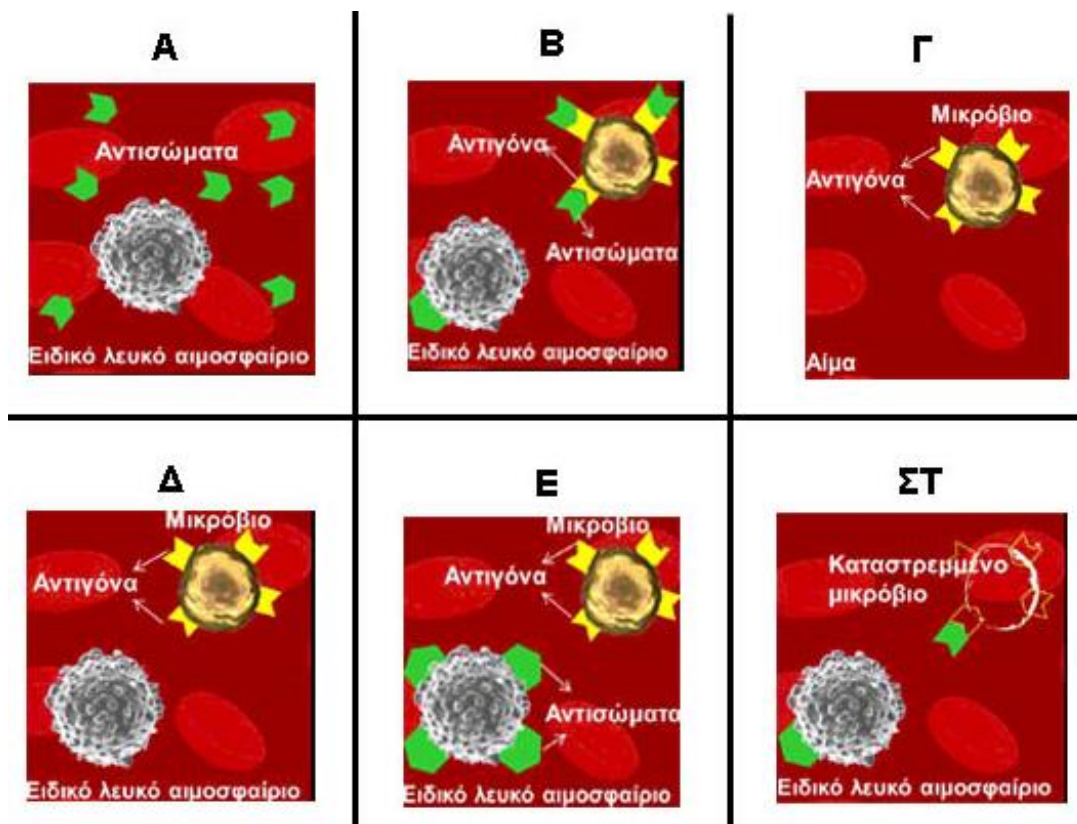 Α
Αντισώματα
Ειδικό λευκό αιμοσφαίριο
Β
Αντιγόνα
Αντισώματα
Ειδικό λευκό αιμοσφαίριο
Γ
Μικρόβιο
Αντιγόνα
Αίμα
Δ
Μικρόβιο
Αντιγόνα
Ειδικό λευκό αιμοσφαίριο
Ε
Μικρόβιο
Αντιγόνα
Αντισώματα
Ειδικό λευκό αιμοσφαίριο
ΣΤ
Καταστρεμμένο
μικρόβιο
Ειδικό λευκό αιμοσφαίριο